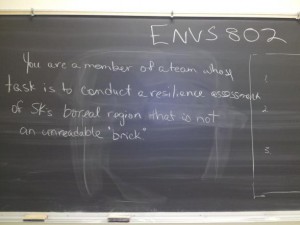 ENVS 802
You are a member of a team whose
task is to conduct a resilience assessment
of SK's boreal region that is not
an unreadable "brick"
1.
2.
3.